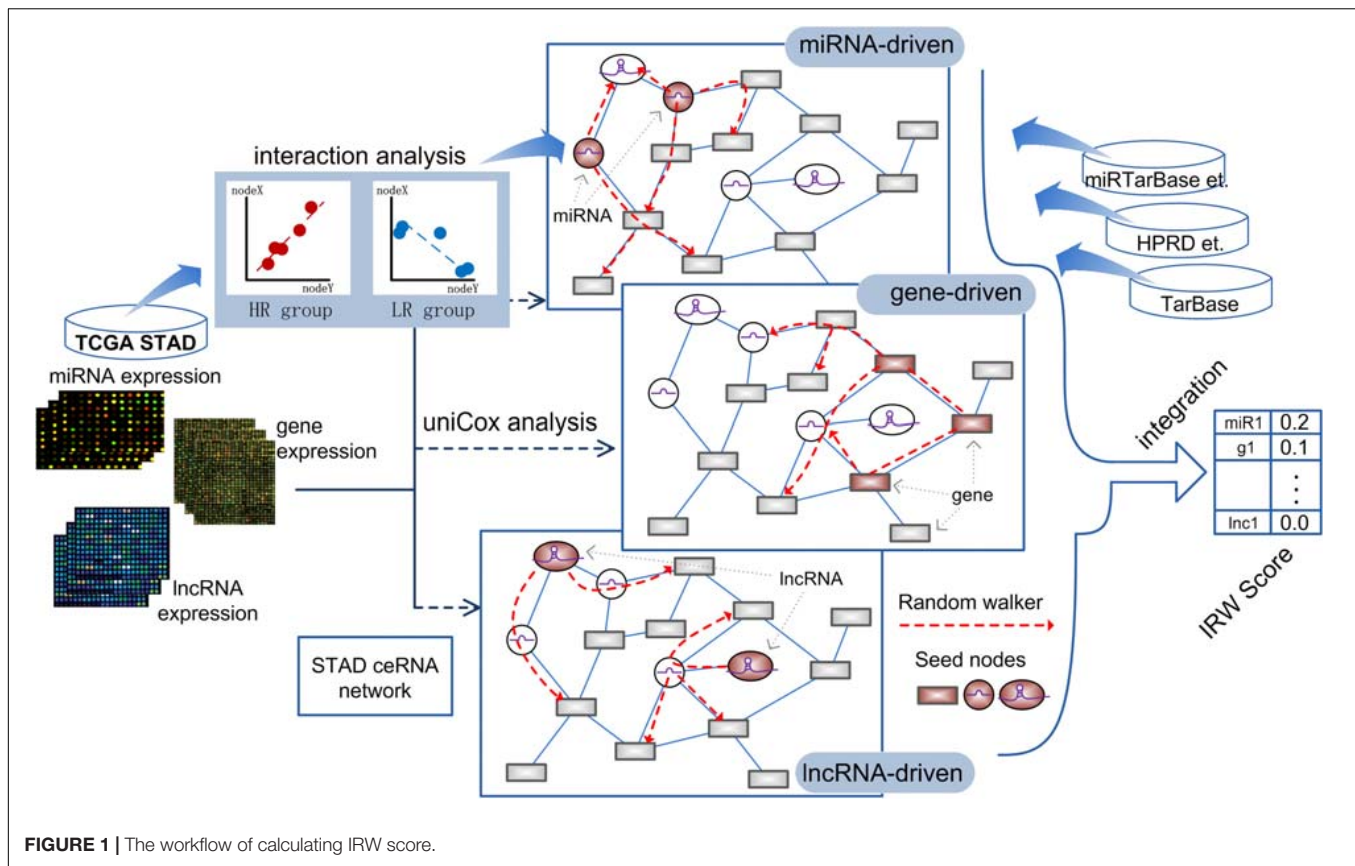 miRNA-driven
interaction analysis
nodeX
nodeY
HR group
nodeX
nodeY
LR group
miRNA
miRTarBase et.
HPRD et.
TarBase
TCGA STAD
miRNA expression
gene
expression
lncRNA
expression
uniCox analysis
gene-driven
gene
integration
miR1 0.2
g1 0.1
⋮
lnc1 0.0
IRW Score
lncRNA
STAD ceRNA
network
lncRNA-driven
Random walker
Seed nodes
FIGURE 1 | The workflow of calculating IRW score.